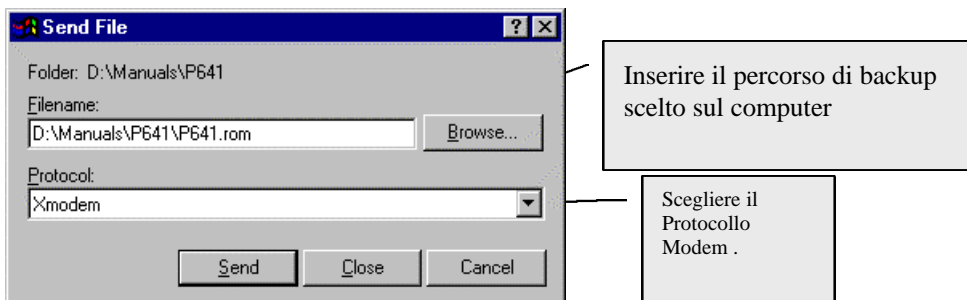 Send File
Folder: D:\Manuals\P641
Filename:
D:\Manuals\P641\P641.rom
Browse...
Protocol:
Xmodem
Send Close Cancel
Inserire il percorso di backup
scelto sul computer
Scegliere il
Protocollo
Modem .